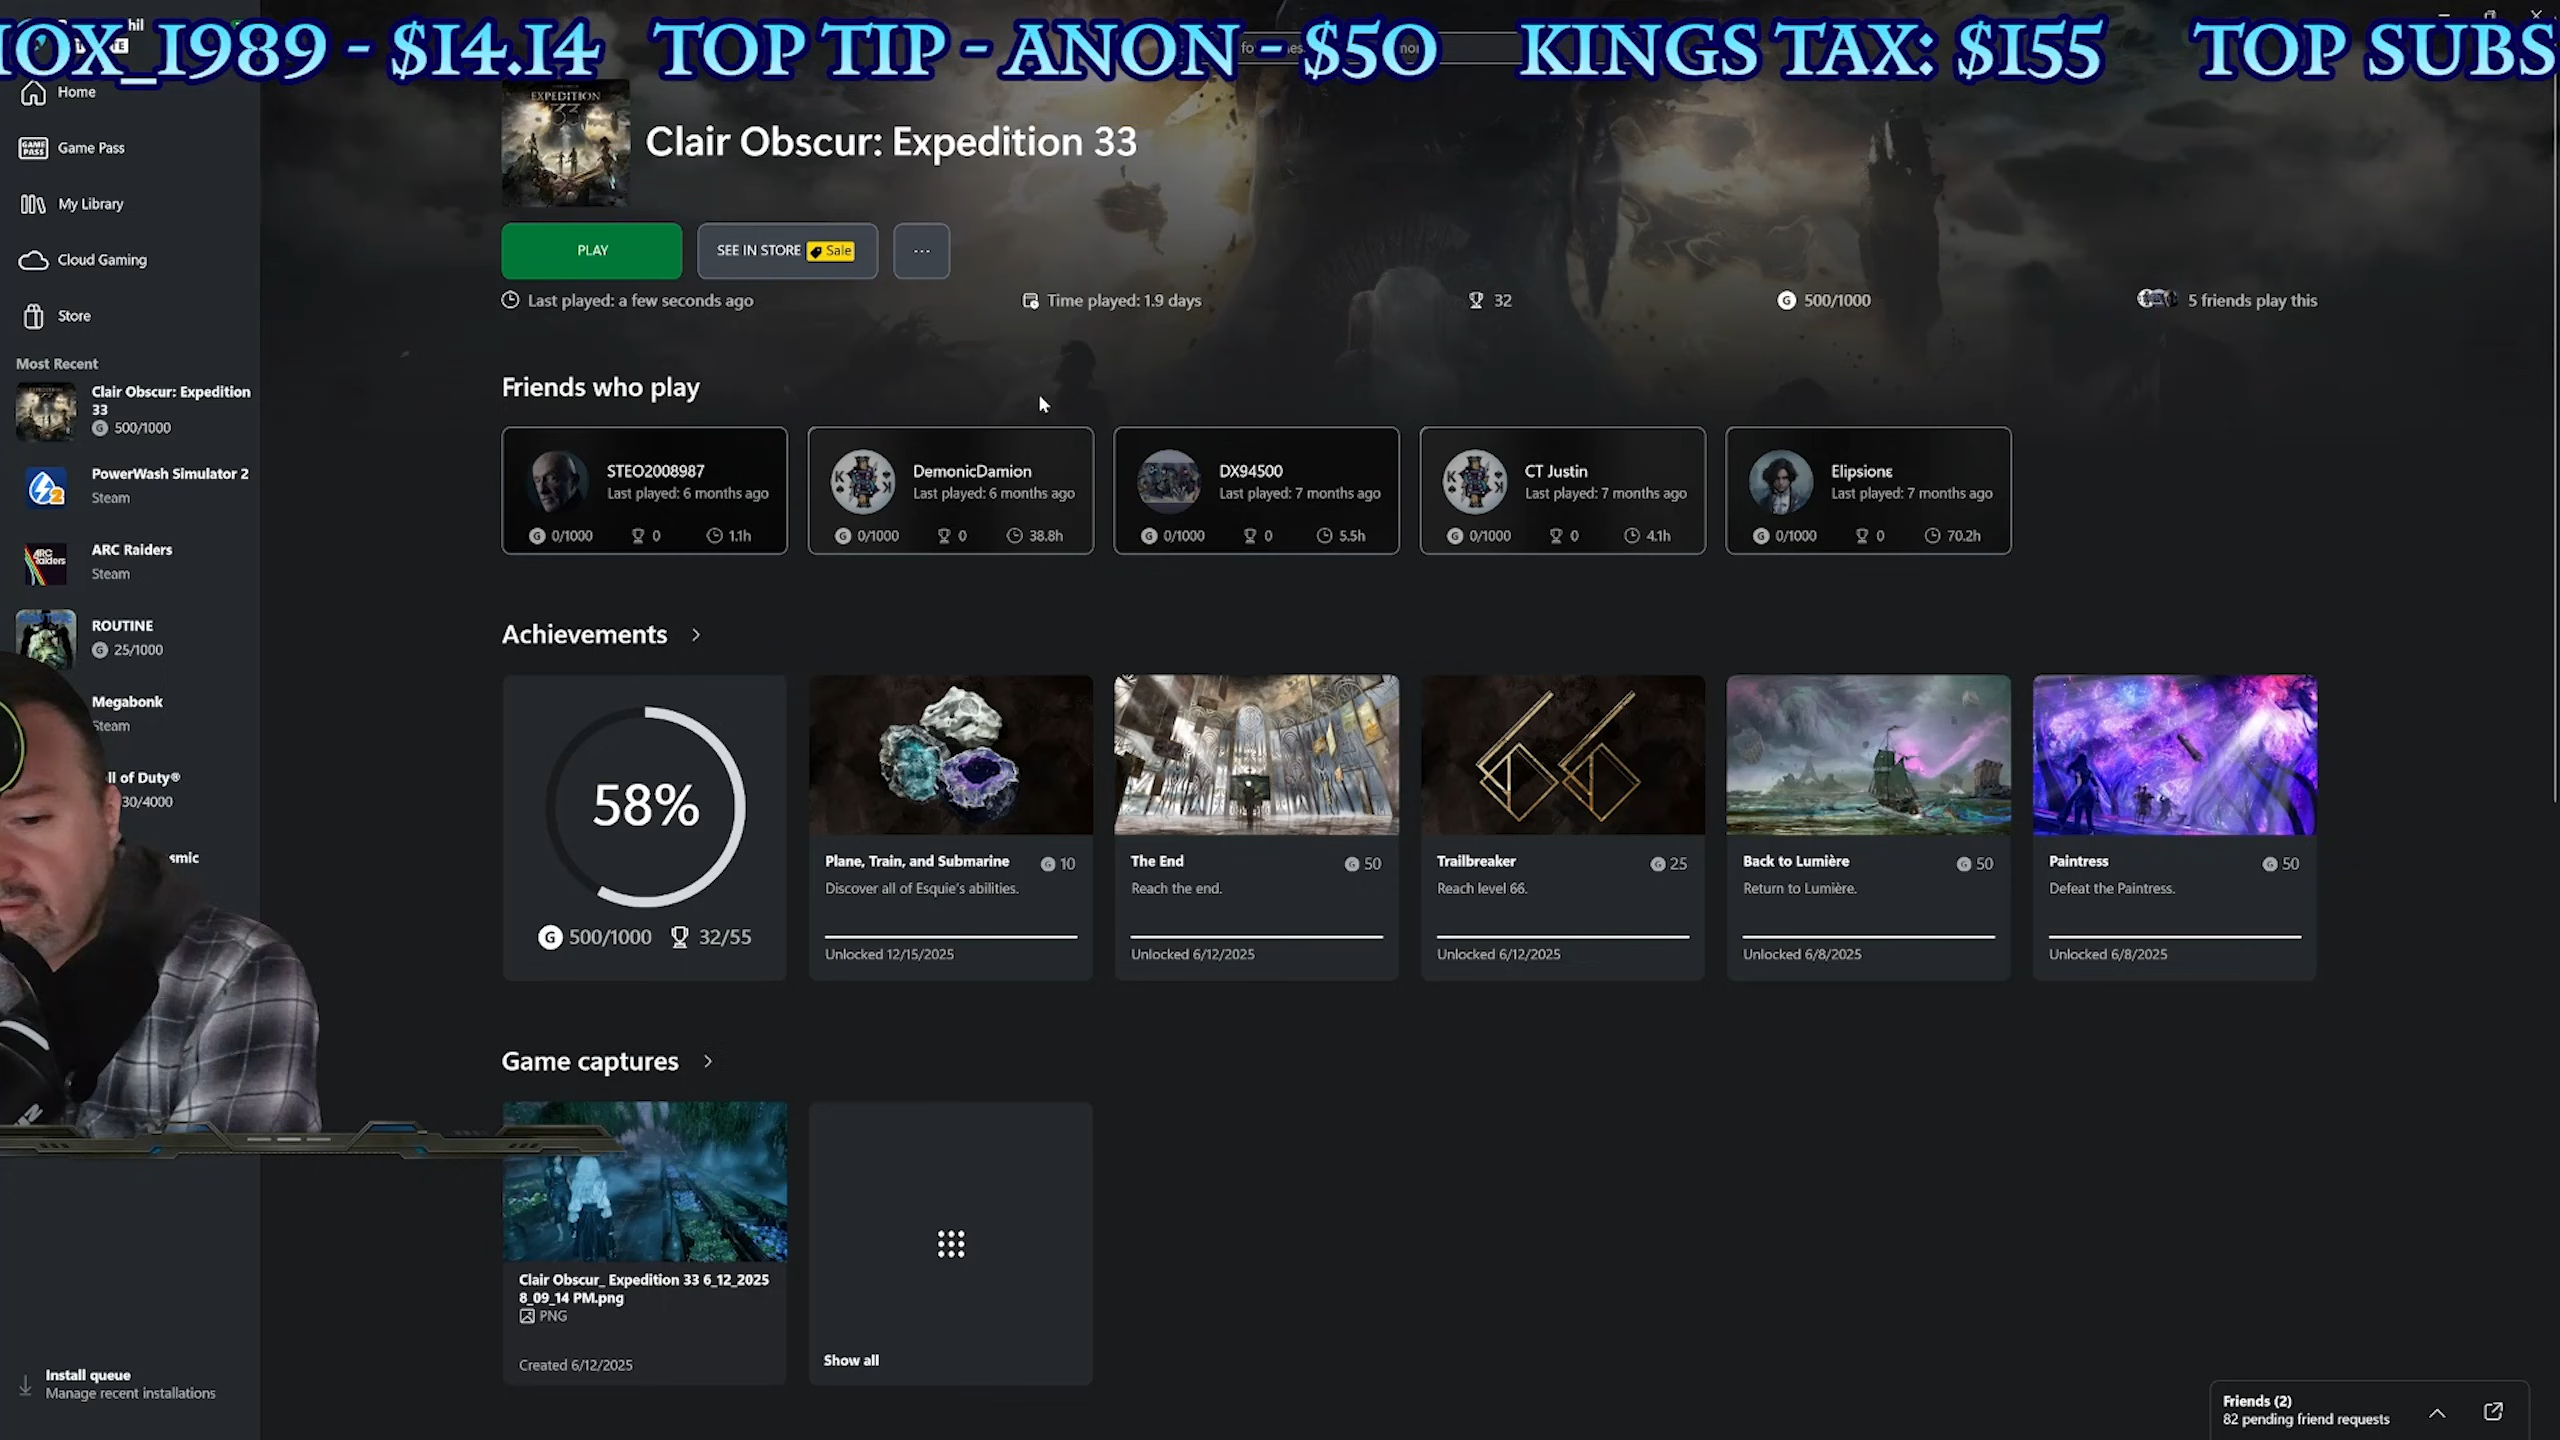 IOX_1989 - $14.14 TOP TIP - ANON - $50 KINGS TAX: $155 TOP SUBS
Home
Game Pass
My Library
Cloud Gaming
Store
Most Recent
Clair Obscur: Expedition
33
500/1000
PowerWash Simulator 2
Steam
ARC Raiders
Steam
ROUTINE
25/1000
Megabonk
Steam
ll of Duty®
30/4000
smic
Install queue
Manage recent installations
EXPEDITION
33
Clair Obscur: Expedition 33
PLAY
SEE IN STORE Sale
Last played: a few seconds ago
Time played: 1.9 days
32
500/1000
5 friends play this
Friends who play
STEO2008987
Last played: 6 months ago
0/1000 0 1.1h
DemonicDamion
Last played: 6 months ago
0/1000 0 38.8h
DX94500
Last played: 7 months ago
0/1000 0 5.5h
CT Justin
Last played: 7 months ago
0/1000 0 4.1h
Elipsionε
Last played: 7 months ago
0/1000 0 70.2h
Achievements
58%
500/1000 32/55
Plane, Train, and Submarine 10
Discover all of Esquie's abilities.
Unlocked 12/15/2025
The End 50
Reach the end.
Unlocked 6/12/2025
Trailbreaker 25
Reach level 66.
Unlocked 6/12/2025
Back to Lumière 50
Return to Lumière.
Unlocked 6/8/2025
Paintress 50
Defeat the Paintress.
Unlocked 6/8/2025
Game captures
Clair Obscur_ Expedition 33 6_12_2025
8_09_14 PM.png
PNG
Created 6/12/2025
Show all
Friends (2)
82 pending friend requests